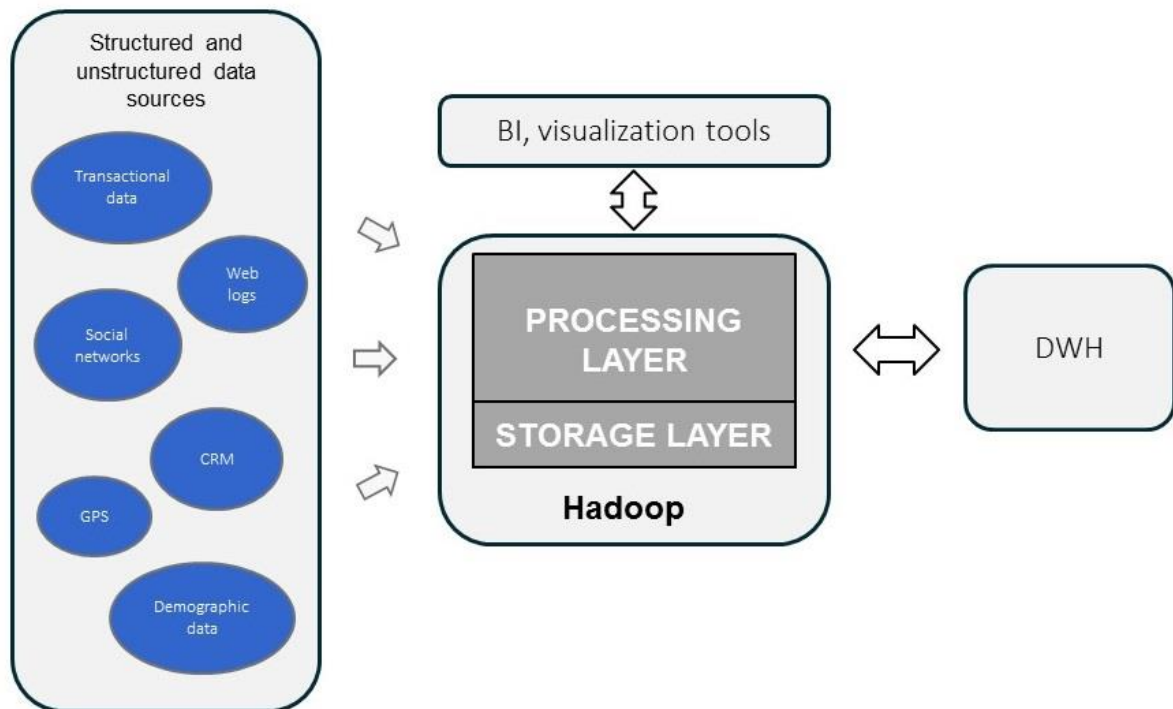 Structured and
unstructured data
sources
Transactional
data
Web
logs
Social
networks
CRM
GPS
Demographic
data
BI, visualization tools
PROCESSING
LAYER
STORAGE LAYER
Hadoop
DWH